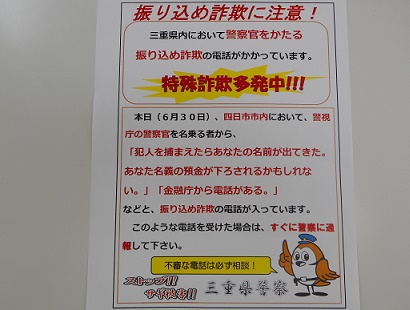 振り込め詐欺に注意！
三重県内において警察官をかたる
振り込め詐欺の電話がかかっています。
特殊詐欺多発中!!!
本日（６月３０日）、四日市市内において、警視
庁の警察官を名乗る者から、
「犯人を捕まえたらあなたの名前が出てきた。
あなた名義の預金が下ろされるかもしれな
い。」「金融庁から電話がある。」
などと、振り込め詐欺の電話が入っています。
このような電話を受けた場合は、すぐに警察に通
報して下さい。
不審な電話は必ず相談！
ストップ!!
三重県警察